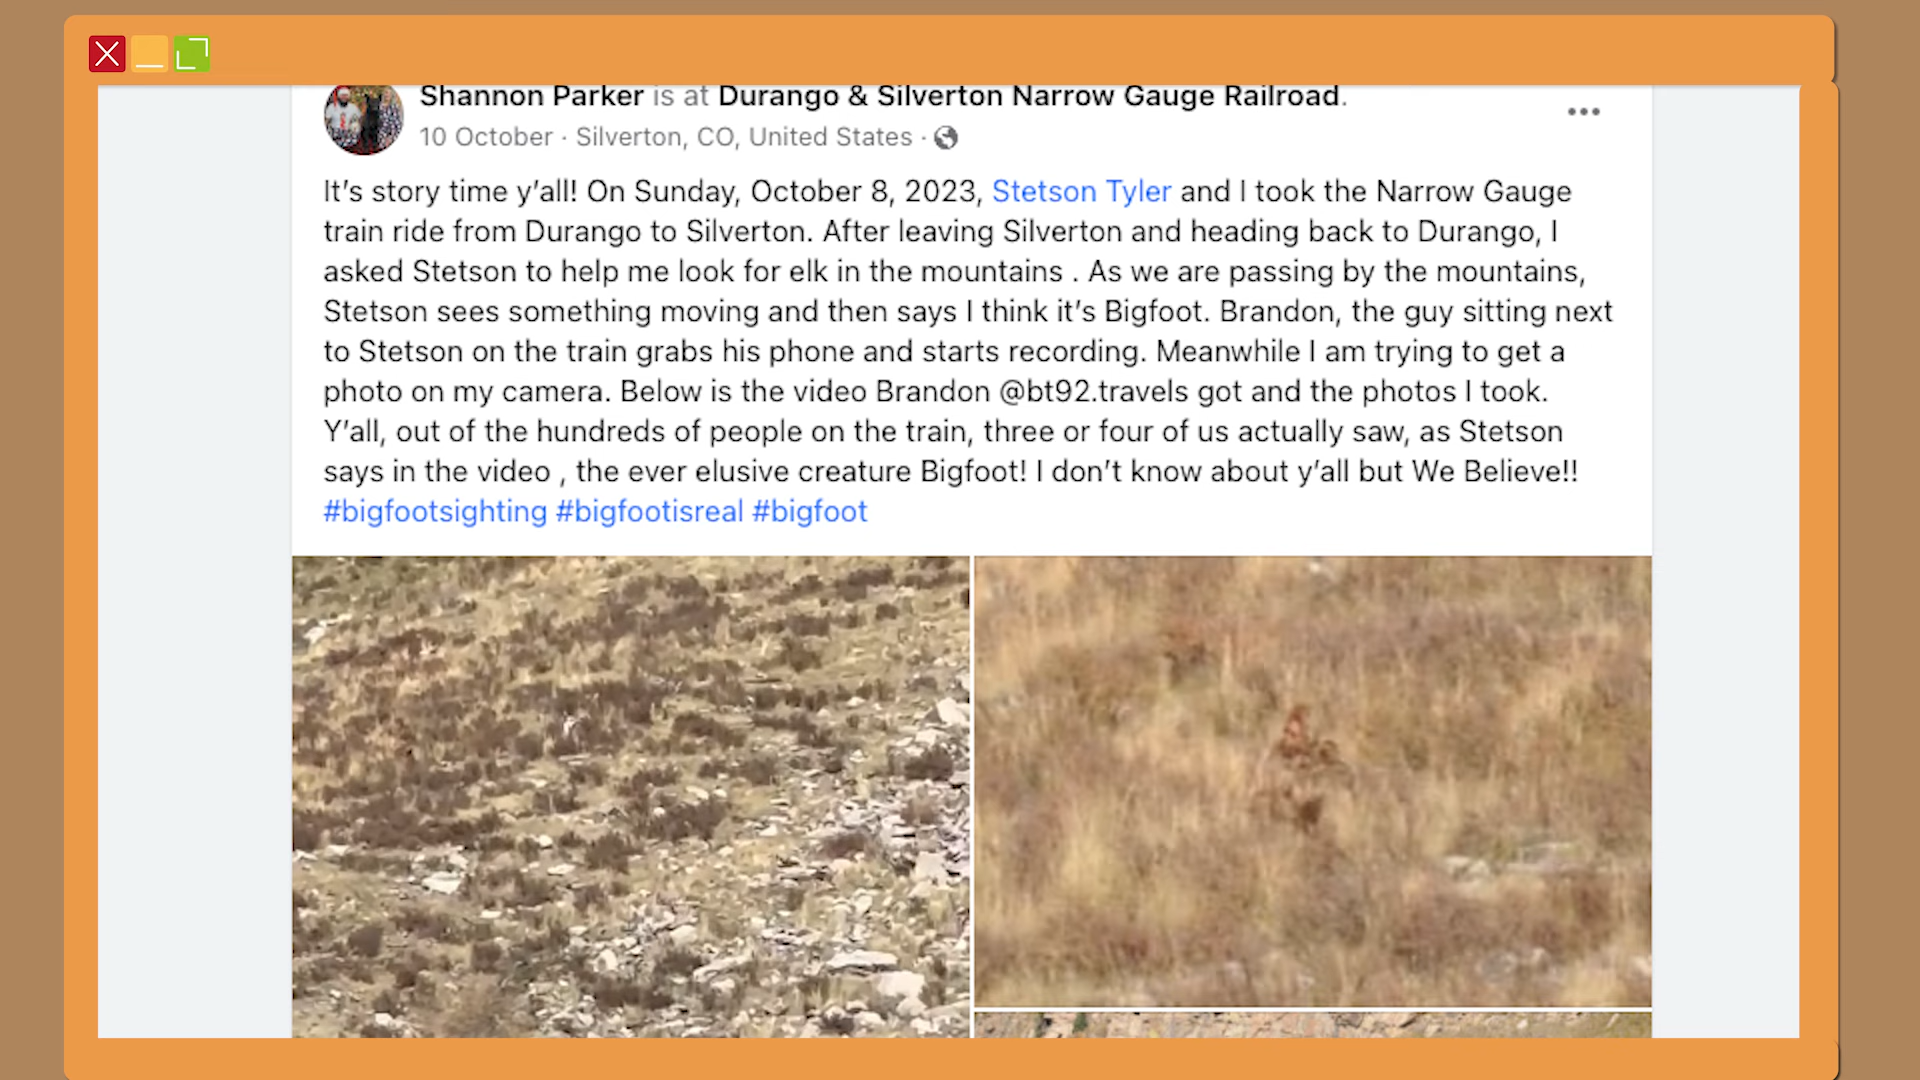 Shannon Parker is at Durango & Silverton Narrow Gauge Railroad.
10 October · Silverton, CO, United States ·
It’s story time y’all! On Sunday, October 8, 2023, Stetson Tyler and I took the Narrow Gauge
train ride from Durango to Silverton. After leaving Silverton and heading back to Durango, I
asked Stetson to help me look for elk in the mountains . As we are passing by the mountains,
Stetson sees something moving and then says I think it’s Bigfoot. Brandon, the guy sitting next
to Stetson on the train grabs his phone and starts recording. Meanwhile I am trying to get a
photo on my camera. Below is the video Brandon @bt92.travels got and the photos I took.
Y’all, out of the hundreds of people on the train, three or four of us actually saw, as Stetson
says in the video , the ever elusive creature Bigfoot! I don’t know about y’all but We Believe!!
#bigfootsighting #bigfootisreal #bigfoot